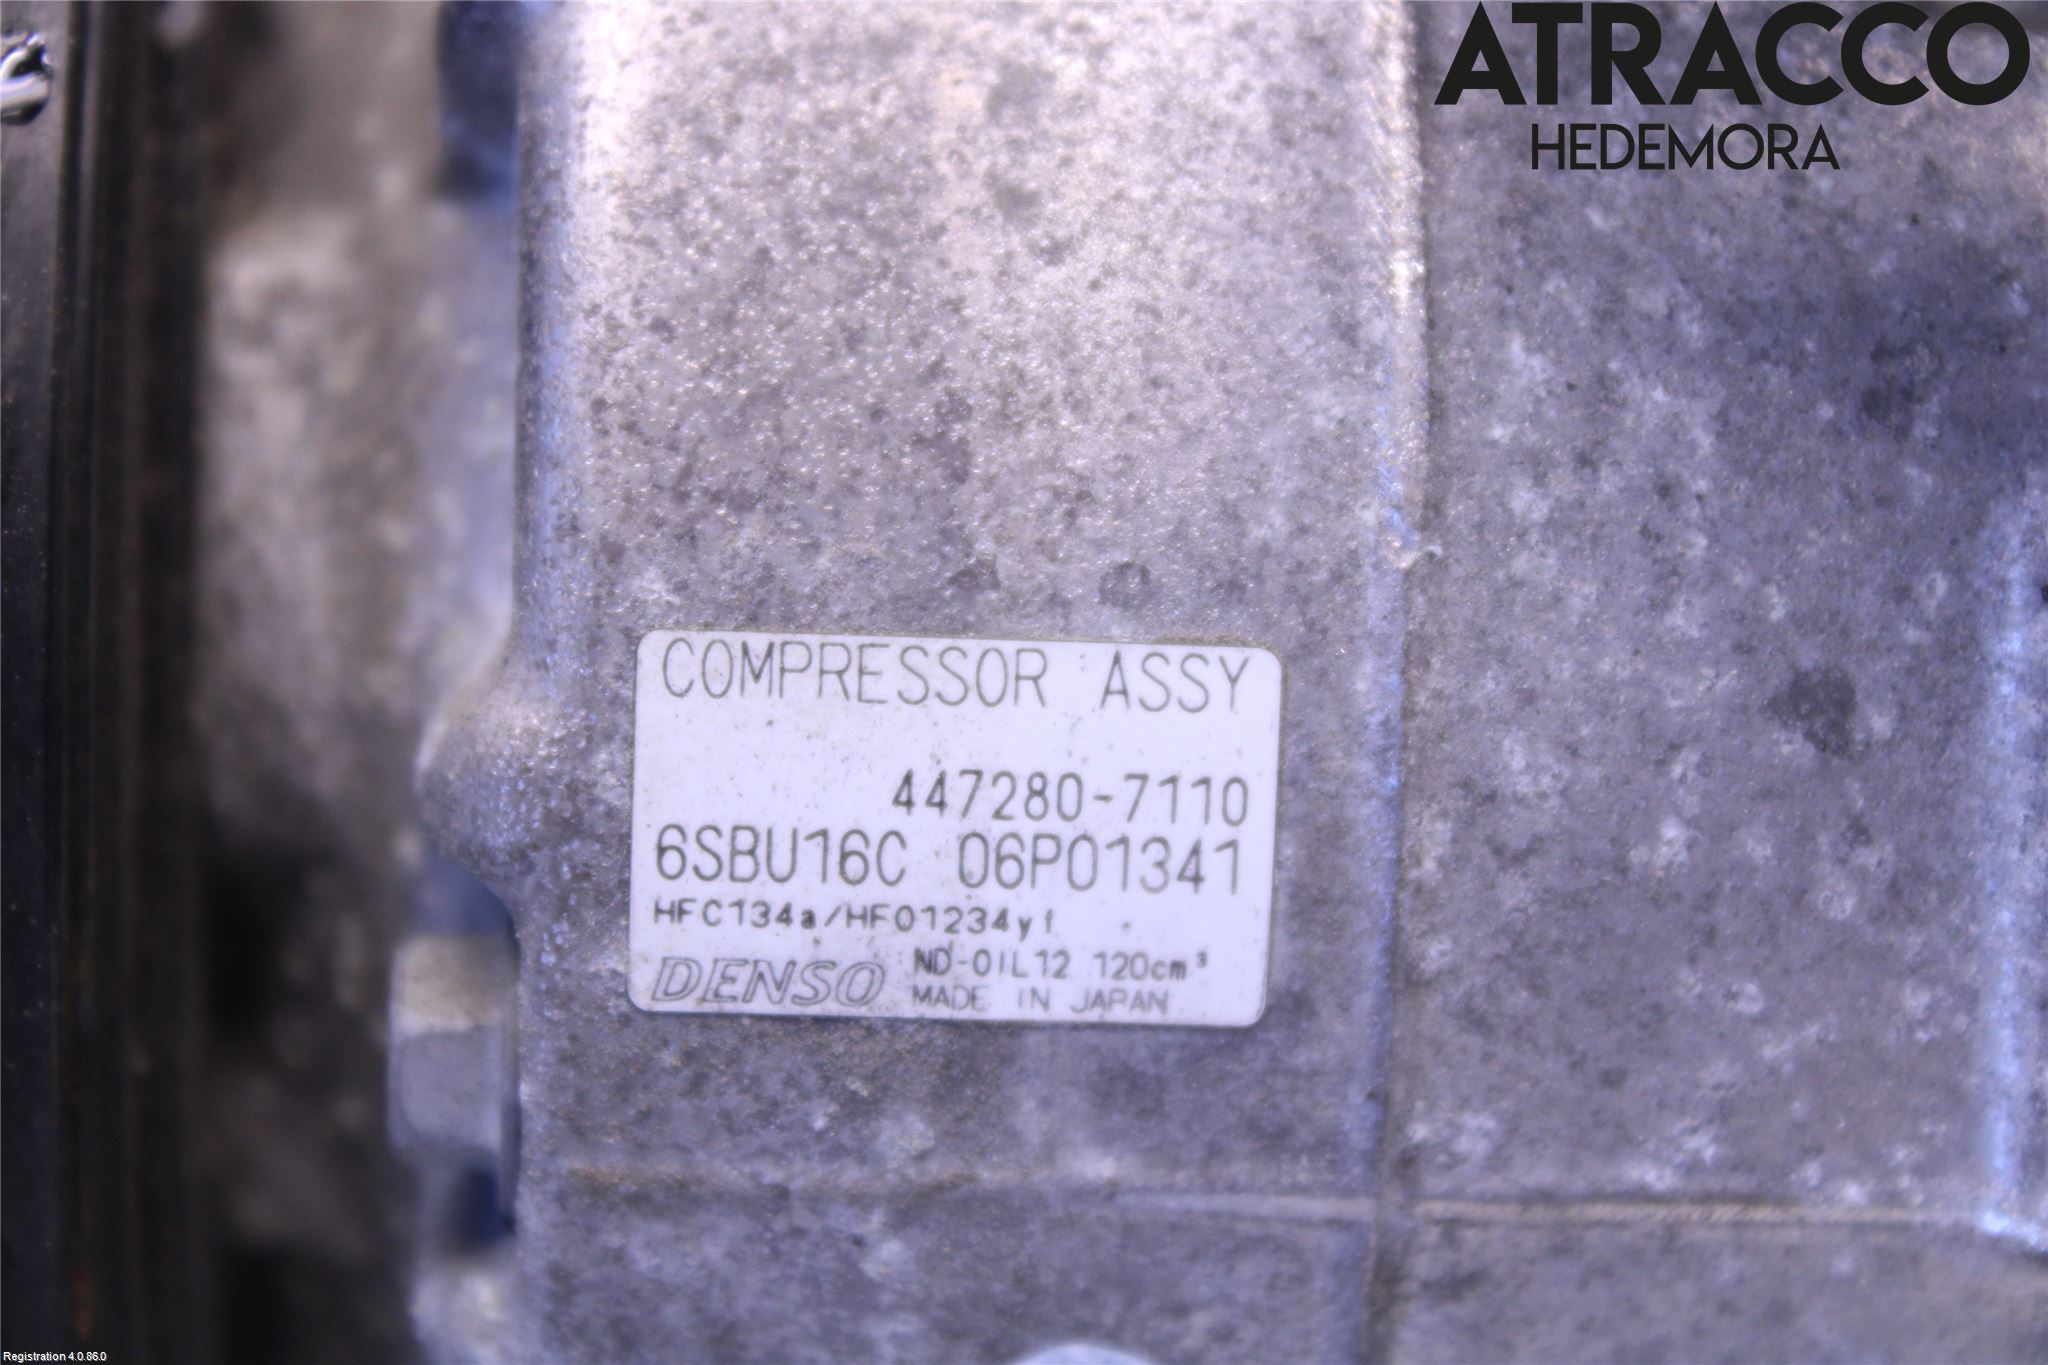 ATRACCO
HEDEMORA
COMPRESSOR ASSY
447280-7110
6SBU16C 06P01341
HFC134a/HFO1234yf
DENSO
ND-OIL12 120cm³
MADE IN JAPAN
Registration 4.0.86.0